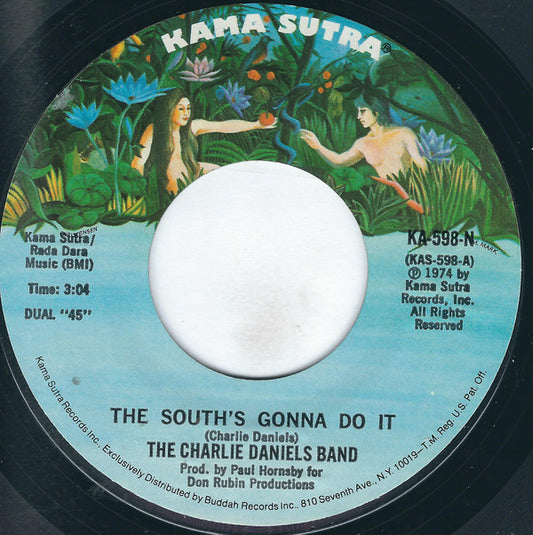 KAMA SUTRA®
JENSEN
MARK
Kama Sutra/
Rada Dara
Music (BMI)
Time: 3:04
DUAL "45"
KA-598-N
(KAS-598-A)
℗ 1974 by
Kama Sutra
Records, Inc.
All Rights
Reserved
THE SOUTH'S GONNA DO IT
(Charlie Daniels)
THE CHARLIE DANIELS BAND
Prod. by Paul Hornsby for
Don Rubin Productions
Kama Sutra Records Inc. Exclusively Distributed by Buddah Records Inc., 810 Seventh Ave., N.Y. 10019—T.M. Reg. U.S. Pat. Off.